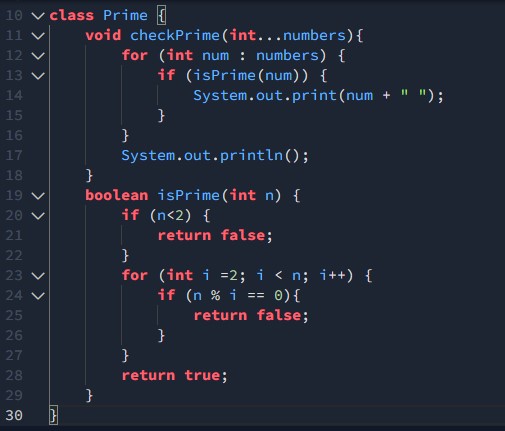 10 class Prime {
11     void checkPrime(int...numbers){
12         for (int num : numbers) {
13             if (isPrime(num)) {
14                 System.out.print(num + " ");
15             }
16         }
17         System.out.println();
18     }
19     boolean isPrime(int n) {
20         if (n<2) {
21             return false;
22         }
23         for (int i =2; i < n; i++) {
24             if (n % i == 0){
25                 return false;
26             }
27         }
28         return true;
29     }
30 }